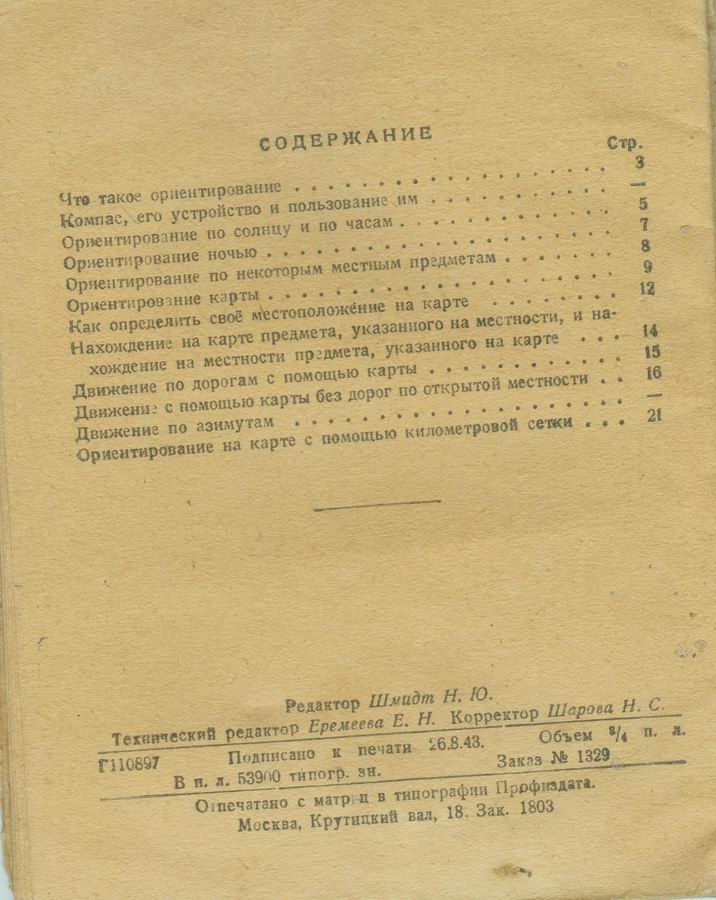 СОДЕРЖАНИЕ
Стр.
Что такое ориентирование . . . . . . . . . . . . . . . 3
Компас, его устройство и пользование им . . . . . . . . —
Ориентирование по солнцу и по часам . . . . . . . . . . 5
Ориентирование ночью . . . . . . . . . . . . . . . . 7
Ориентирование по некоторым местным предметам . . . . . 8
Ориентирование карты . . . . . . . . . . . . . . . . 9
Как определить своё местоположение на карте . . . . . . . 12
Нахождение на карте предмета, указанного на местности, и на-
хождение на местности предмета, указанного на карте . . . 14
Движение по дорогам с помощью карты . . . . . . . . . . 15
Движение с помощью карты без дорог по открытой местности . . 16
Движение по азимутам . . . . . . . . . . . . . . . . —
Ориентирование на карте с помощью километровой сетки . . . 21
Редактор Шмидт Н. Ю.
Технический редактор Еремеева Е. Н. Корректор Шарова Н. С.
Г110897 Подписано к печати 26.8.43. Объем 3/4 п. л.
В п. л. 53900 типогр. зн. Заказ № 1329
Отпечатано с матриц в типографии Профиздата.
Москва, Крутицкий вал, 18. Зак. 1803